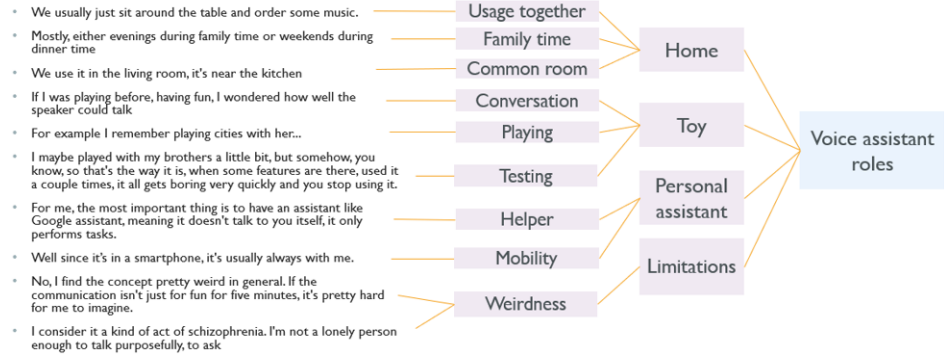 We usually just sit around the table and order some music.
Mostly, either evenings during family time or weekends during
dinner time
We use it in the living room, it's near the kitchen
If I was playing before, having fun, I wondered how well the
speaker could talk
For example I remember playing cities with her...
I maybe played with my brothers a little bit, but somehow, you
know, so that's the way it is, when some features are there, used it
a couple times, it all gets boring very quickly and you stop using it.
For me, the most important thing is to have an assistant like
Google assistant, meaning it doesn't talk to you itself, it only
performs tasks.
Well since it's in a smartphone, it's usually always with me.
No, I find the concept pretty weird in general. If the
communication isn't just for fun for five minutes, it's pretty hard
for me to imagine.
I consider it a kind of act of schizophrenia. I'm not a lonely person
enough to talk purposefully, to ask
Usage together
Family time
Common room
Conversation
Playing
Testing
Helper
Mobility
Weirdness
Home
Toy
Personal
assistant
Limitations
Voice assistant
roles